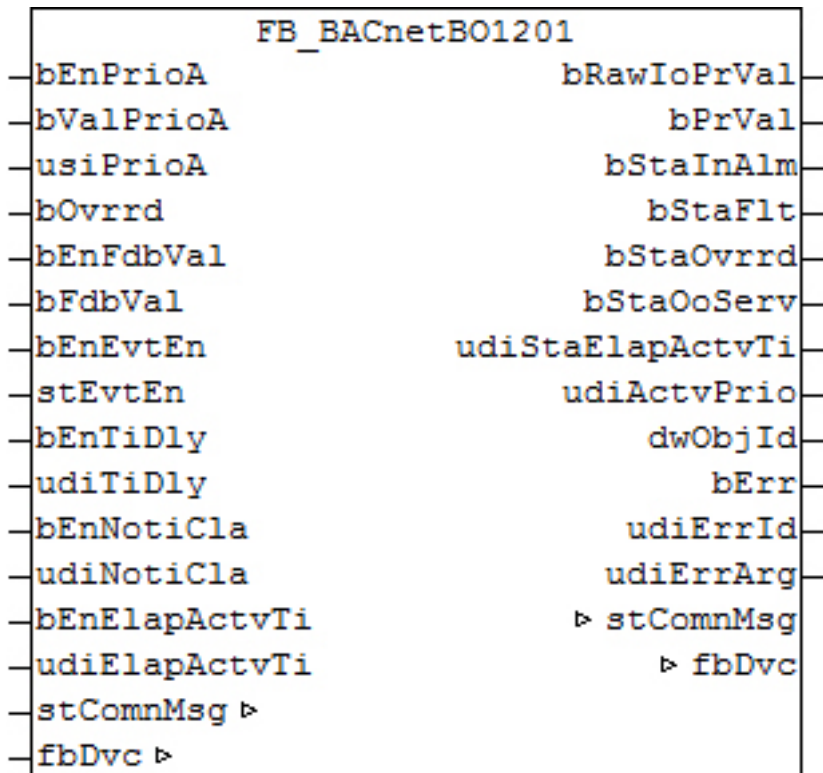 FB_BACnetBO1201
bEnPrioA bRawIoPrVal
bValPrioA bPrVal
usiPrioA bStaInAlm
bOvrrd bStaFlt
bEnFdbVal bStaOvrrd
bFdbVal bStaOoServ
bEnEvtEn udiStaElapActvTi
stEvtEn udiActvPrio
bEnTiDly dwObjId
udiTiDly bErr
bEnNotiCla udiErrId
udiNotiCla udiErrArg
bEnElapActvTi stComnMsg
udiElapActvTi fbDvc
stComnMsg
fbDvc